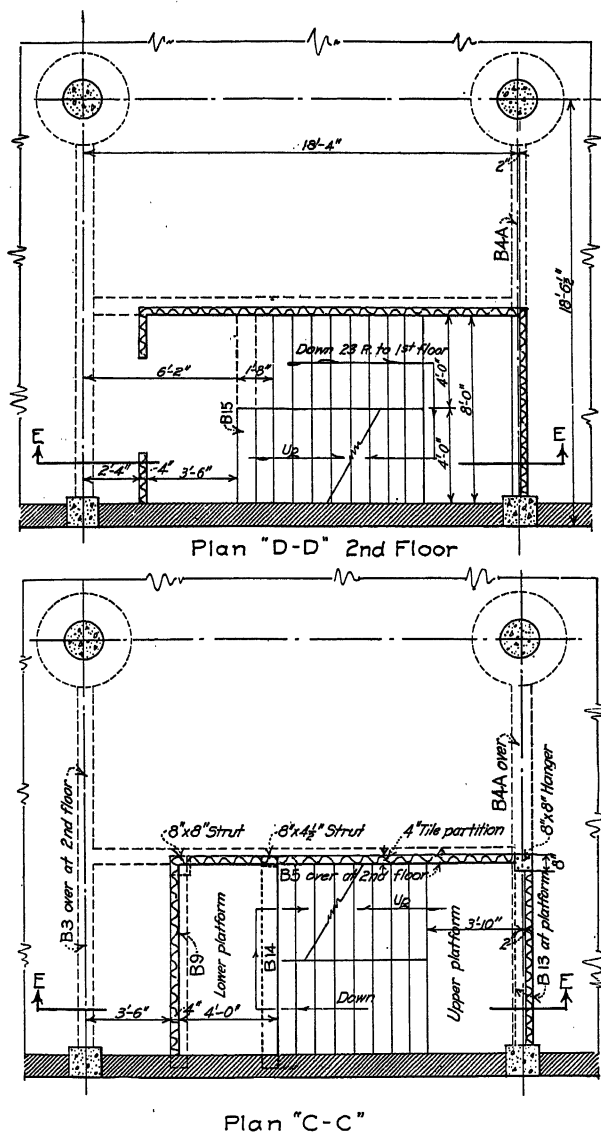 18'-4"
2"
B4A
18'-6½"
Down 23 R. to 1st floor
6'-2"
1'-8"
4'-0"
8'-0"
B15
Up
4'-0"
E
E
2'-4"
4"
3'-6"
Plan "D-D" 2nd Floor
B3 over at 2nd floor
B4A over
8"x8" Hanger
8"x8" Strut
8"x4½" Strut
4" Tile partition
B5 over at 2nd floor
8"
Up
3'-10"
2"
B9
Lower platform
B14
Upper platform
B13 at platform
E
E
Down
3'-6"
4"
4'-0"
Plan "C-C"